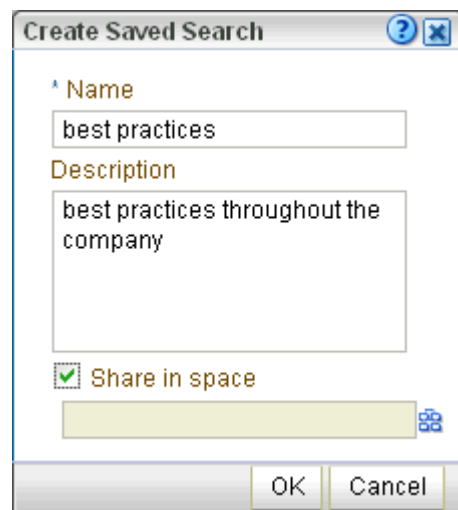 Create Saved Search ?
* Name
best practices
Description
best practices throughout the
company
Share in space
OK Cancel